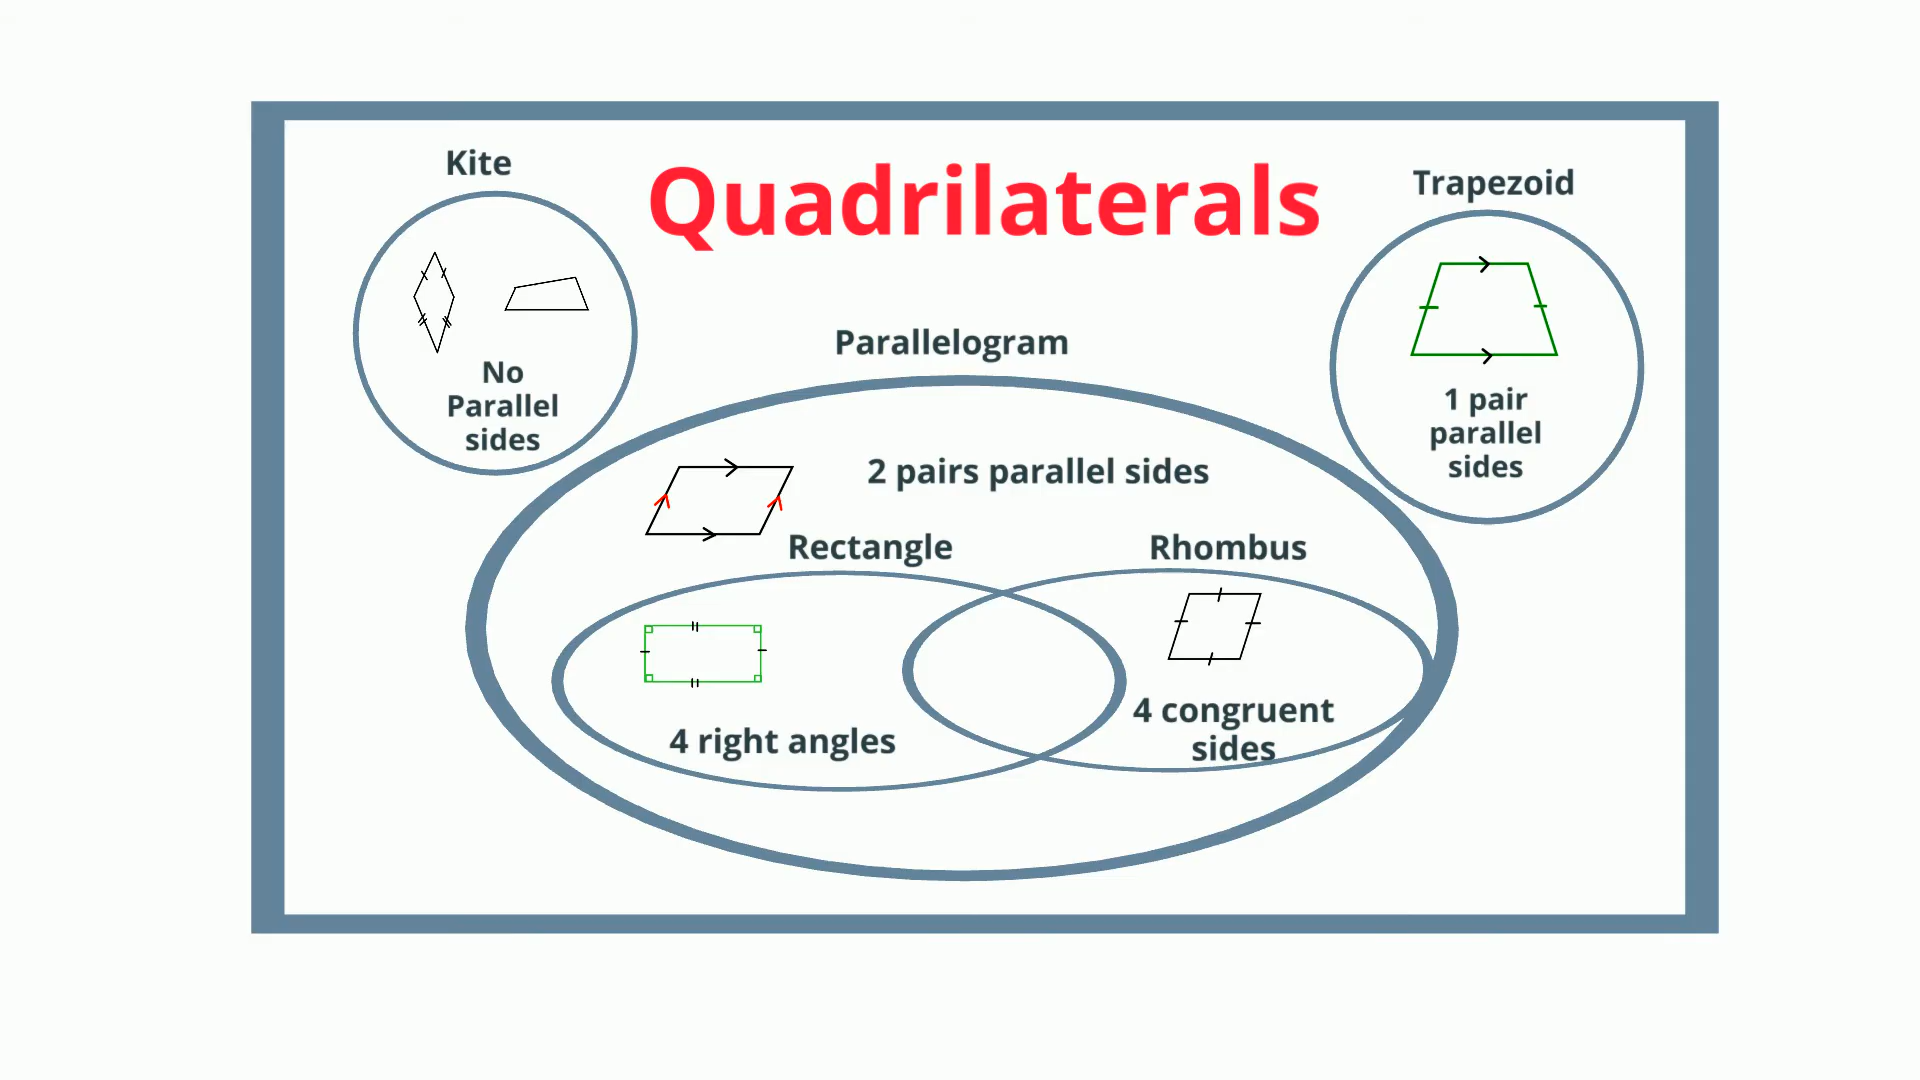 Kite
Quadrilaterals
Trapezoid
No
Parallel
sides
Parallelogram
1 pair
parallel
sides
2 pairs parallel sides
Rectangle
Rhombus
4 right angles
4 congruent
sides